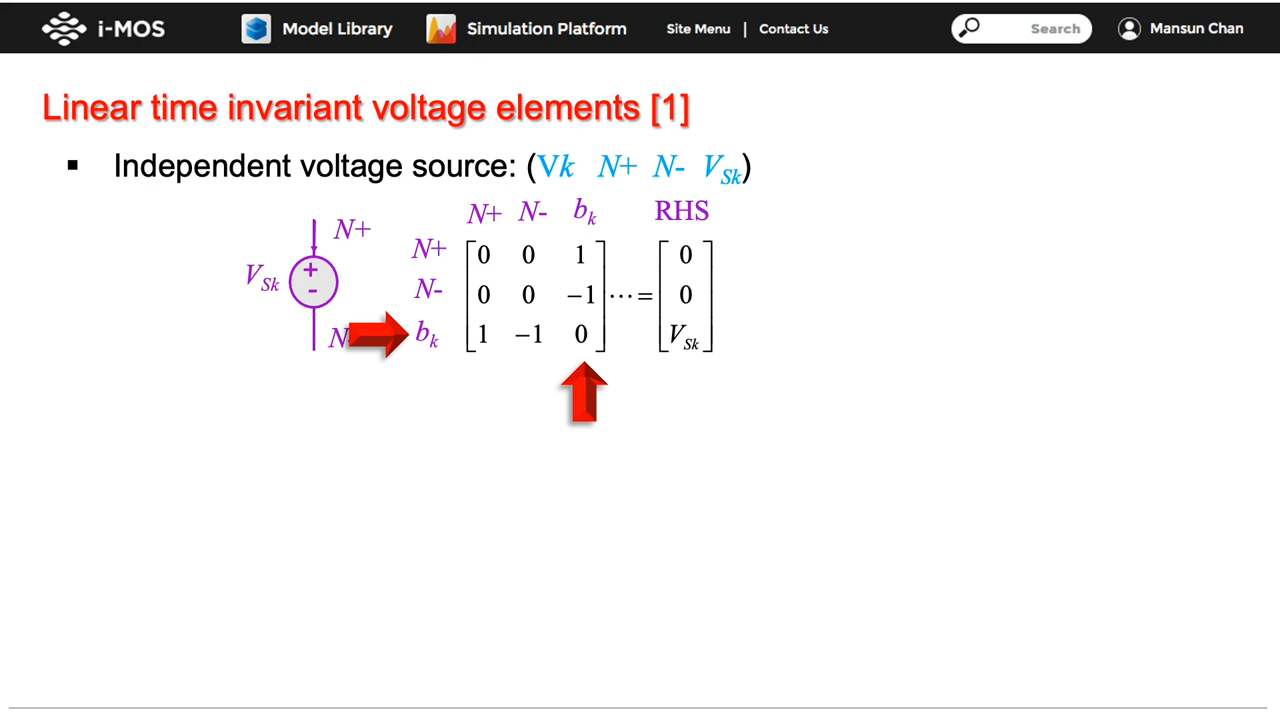 i-MOS Model Library Simulation Platform Site Menu | Contact Us Search Mansun Chan
Linear time invariant voltage elements [1]
▪ Independent voltage source: (Vk N+ N- V_Sk)
N+ N- b_k RHS
N+
V_Sk
+
-
N
N+ 0 0 1 0
N- 0 0 −1 ⋯ = 0
b_k 1 −1 0 V_Sk